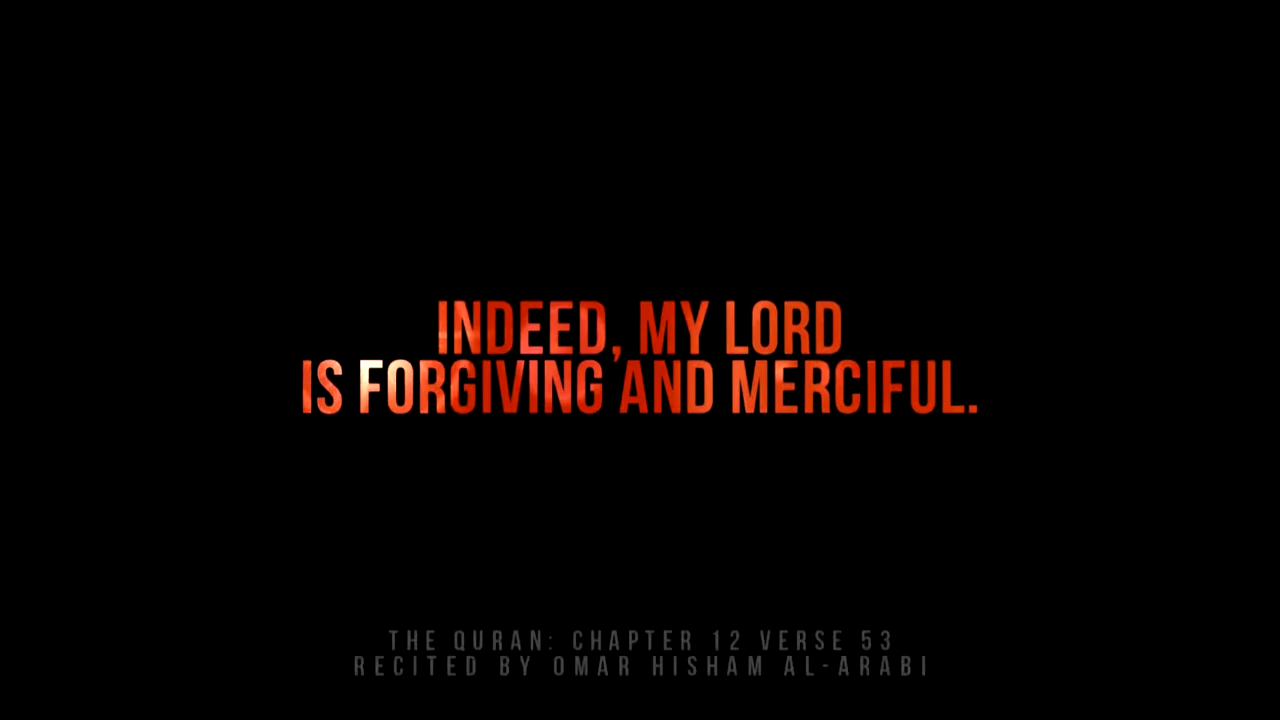 INDEED, MY LORD
IS FORGIVING AND MERCIFUL.
THE QURAN: CHAPTER 12 VERSE 53
RECITED BY OMAR HISHAM AL-ARABI